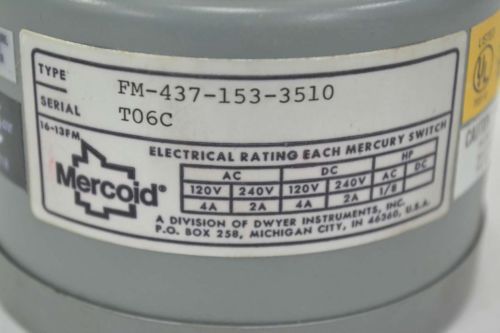 TYPE FM-437-153-3510
SERIAL T06C
16-13FM
Mercoid®
ELECTRICAL RATING EACH MERCURY SWITCH
AC DC HP
120V 240V 120V 240V AC DC
4A 2A 4A 2A 1/8
A DIVISION OF DWYER INSTRUMENTS, INC.
P.O. BOX 258, MICHIGAN CITY, IN 46360, U.S.A.
LISTED
UL